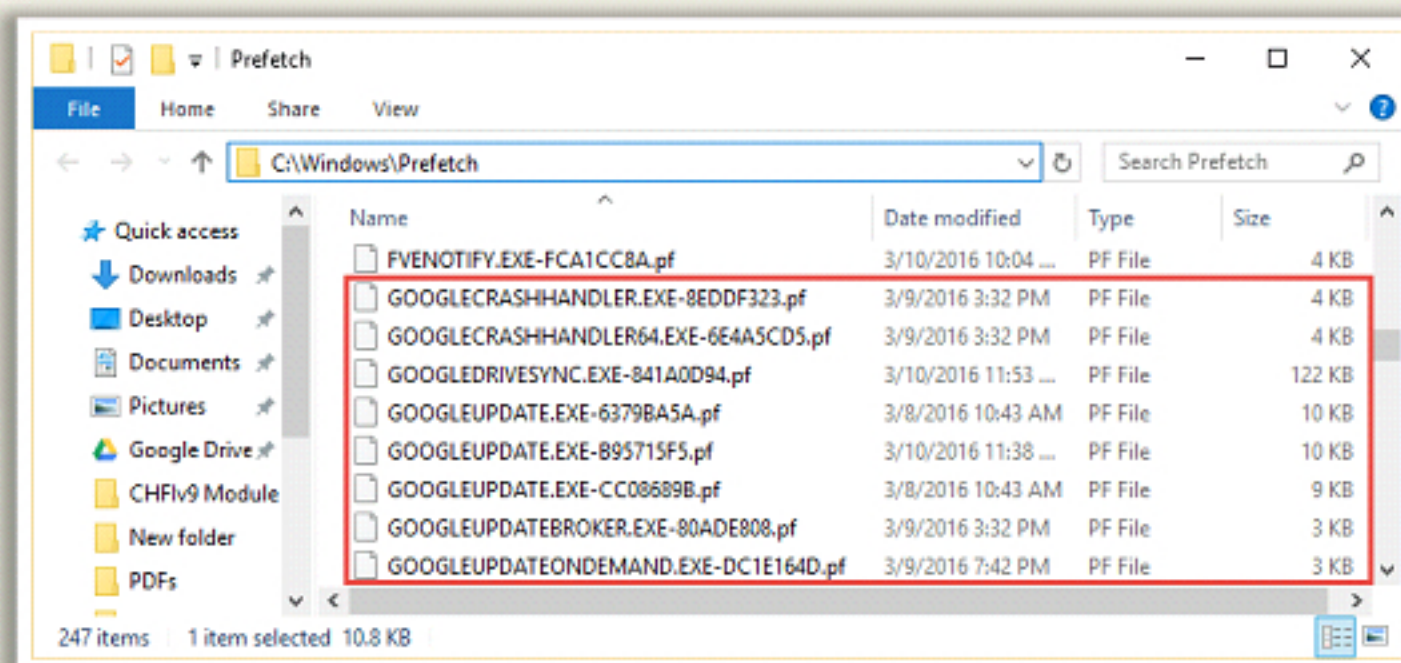 Prefetch
File Home Share View
C:\Windows\Prefetch Search Prefetch
Quick access
Downloads
Desktop
Documents
Pictures
Google Drive
CHFIv9 Module
New folder
PDFs
Name Date modified Type Size
FVENOTIFY.EXE-FCA1CC8A.pf 3/10/2016 10:04 ... PF File 4 KB
GOOGLECRASHHANDLER.EXE-8EDDF323.pf 3/9/2016 3:32 PM PF File 4 KB
GOOGLECRASHHANDLER64.EXE-6E4A5CD5.pf 3/9/2016 3:32 PM PF File 4 KB
GOOGLEDRIVESYNC.EXE-841A0D94.pf 3/10/2016 11:53 ... PF File 122 KB
GOOGLEUPDATE.EXE-6379BA5A.pf 3/8/2016 10:43 AM PF File 10 KB
GOOGLEUPDATE.EXE-B95715F5.pf 3/10/2016 11:38 ... PF File 10 KB
GOOGLEUPDATE.EXE-CC08689B.pf 3/8/2016 10:43 AM PF File 9 KB
GOOGLEUPDATEBROKER.EXE-80ADE808.pf 3/9/2016 3:32 PM PF File 3 KB
GOOGLEUPDATEONDEMAND.EXE-DC1E164D.pf 3/9/2016 7:42 PM PF File 3 KB
247 items 1 item selected 10.8 KB